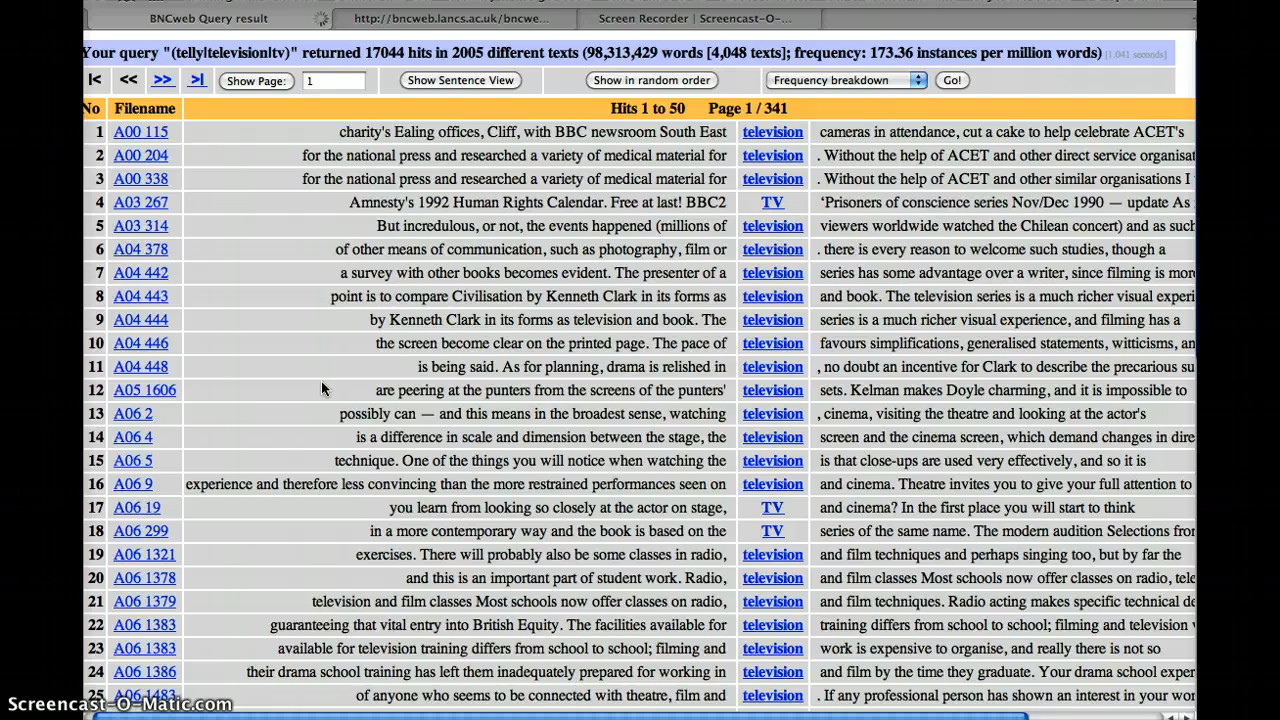 BNCweb Query result
http://bncweb.lancs.ac.uk/bncwe...
Screen Recorder | Screencast-O-...
Your query "(telly|television|tv)" returned 17044 hits in 2005 different texts (98,313,429 words [4,048 texts]; frequency: 173.36 instances per million words) [1.041 seconds]
|< << >> >| Show Page: 1 Show Sentence View Show in random order Frequency breakdown Go!
No Filename Hits 1 to 50 Page 1 / 341
1 A00 115 charity's Ealing offices, Cliff, with BBC newsroom South East television cameras in attendance, cut a cake to help celebrate ACET's
2 A00 204 for the national press and researched a variety of medical material for television . Without the help of ACET and other direct service organisat
3 A00 338 for the national press and researched a variety of medical material for television . Without the help of ACET and other similar organisations I
4 A03 267 Amnesty's 1992 Human Rights Calendar. Free at last! BBC2 TV ‘Prisoners of conscience series Nov/Dec 1990 — update As
5 A03 314 But incredulous, or not, the events happened (millions of television viewers worldwide watched the Chilean concert) and as such
6 A04 378 of other means of communication, such as photography, film or television . there is every reason to welcome such studies, though a
7 A04 442 a survey with other books becomes evident. The presenter of a television series has some advantage over a writer, since filming is more
8 A04 443 point is to compare Civilisation by Kenneth Clark in its forms as television and book. The television series is a much richer visual experi
9 A04 444 by Kenneth Clark in its forms as television and book. The television series is a much richer visual experience, and filming has a
10 A04 446 the screen become clear on the printed page. The pace of television favours simplifications, generalised statements, witticisms, an
11 A04 448 is being said. As for planning, drama is relished in television , no doubt an incentive for Clark to describe the precarious su
12 A05 1606 are peering at the punters from the screens of the punters' television sets. Kelman makes Doyle charming, and it is impossible to
13 A06 2 possibly can — and this means in the broadest sense, watching television , cinema, visiting the theatre and looking at the actor's
14 A06 4 is a difference in scale and dimension between the stage, the television screen and the cinema screen, which demand changes in dire
15 A06 5 technique. One of the things you will notice when watching the television is that close-ups are used very effectively, and so it is
16 A06 9 experience and therefore less convincing than the more restrained performances seen on television and cinema. Theatre invites you to give your full attention to
17 A06 19 you learn from looking so closely at the actor on stage, TV and cinema? In the first place you will start to think
18 A06 299 in a more contemporary way and the book is based on the TV series of the same name. The modern audition Selections from
19 A06 1321 exercises. There will probably also be some classes in radio, television and film techniques and perhaps singing too, but by far the
20 A06 1378 and this is an important part of student work. Radio, television and film classes Most schools now offer classes on radio, tele
21 A06 1379 television and film classes Most schools now offer classes on radio, television and film techniques. Radio acting makes specific technical de
22 A06 1383 guaranteeing that vital entry into British Equity. The facilities available for television training differs from school to school; filming and television w
23 A06 1383 available for television training differs from school to school; filming and television work is expensive to organise, and really there is not so
24 A06 1386 their drama school training has left them inadequately prepared for working in television and film by the time they graduate. Your drama school exper
25 A06 1483 of anyone who seems to be connected with theatre, film and television . If any professional person has shown an interest in your wor
Screencast-O-Matic.com